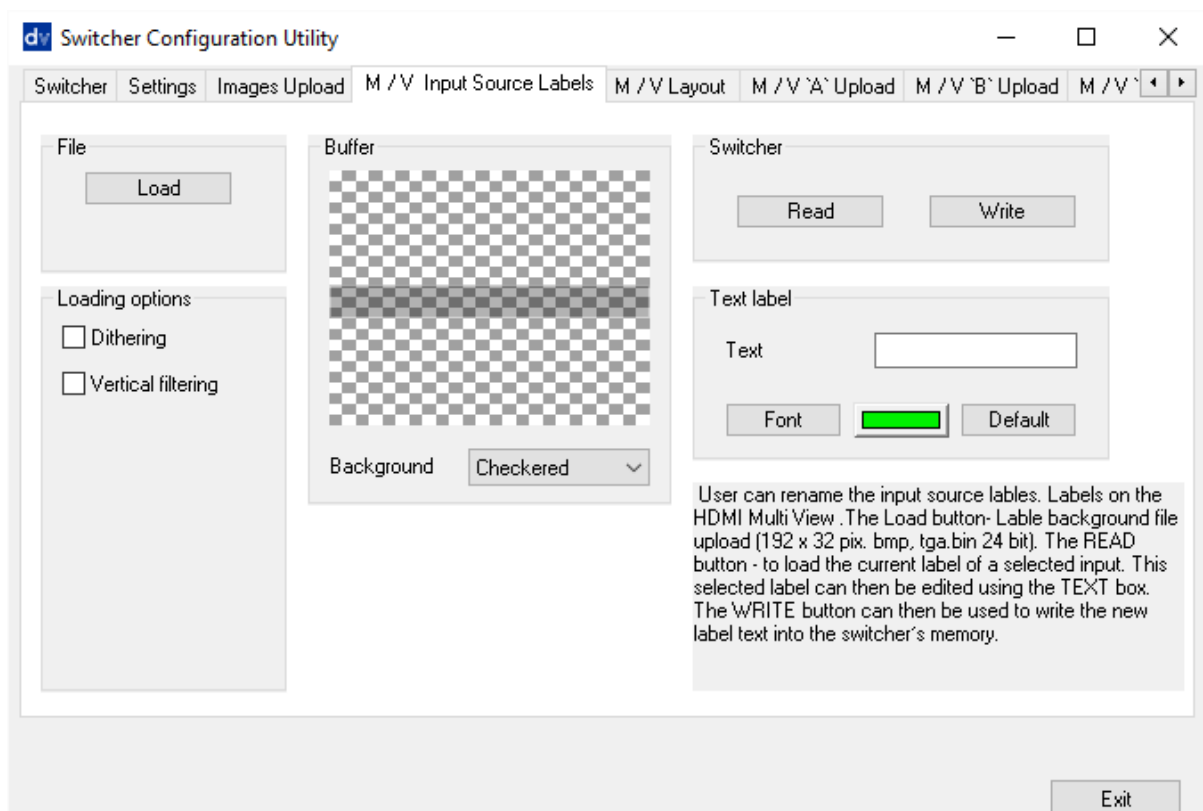 dv Switcher Configuration Utility
Switcher Settings Images Upload M / V Input Source Labels M / V Layout M / V `A` Upload M / V `B` Upload M / V `
File
Load
Loading options
Dithering
Vertical filtering
Buffer
Background Checkered
Switcher
Read Write
Text label
Text
Font Default
User can rename the input source lables. Labels on the
HDMI Multi View .The Load button- Lable background file
upload (192 x 32 pix. bmp, tga.bin 24 bit). The READ
button - to load the current label of a selected input. This
selected label can then be edited using the TEXT box.
The WRITE button can then be used to write the new
label text into the switcher´s memory.
Exit